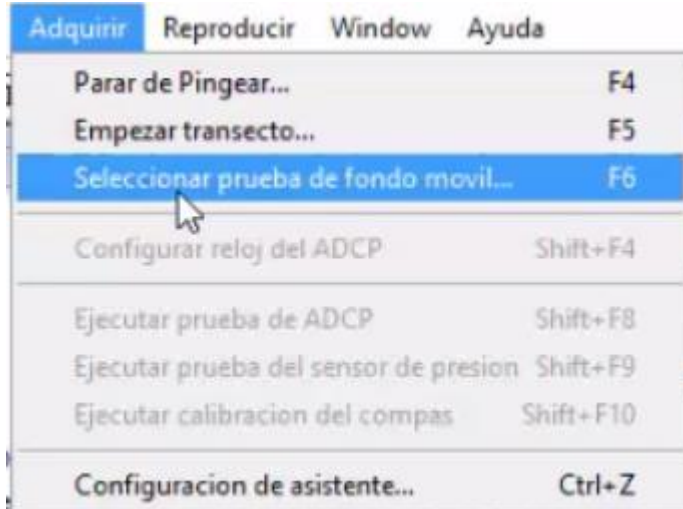 Adquirir Reproducir Window Ayuda
Parar de Pingear... F4
Empezar transecto... F5
Seleccionar prueba de fondo movil... F6
Configurar reloj del ADCP Shift+F4
Ejecutar prueba de ADCP Shift+F8
Ejecutar prueba del sensor de presion Shift+F9
Ejecutar calibracion del compas Shift+F10
Configuracion de asistente... Ctrl+Z